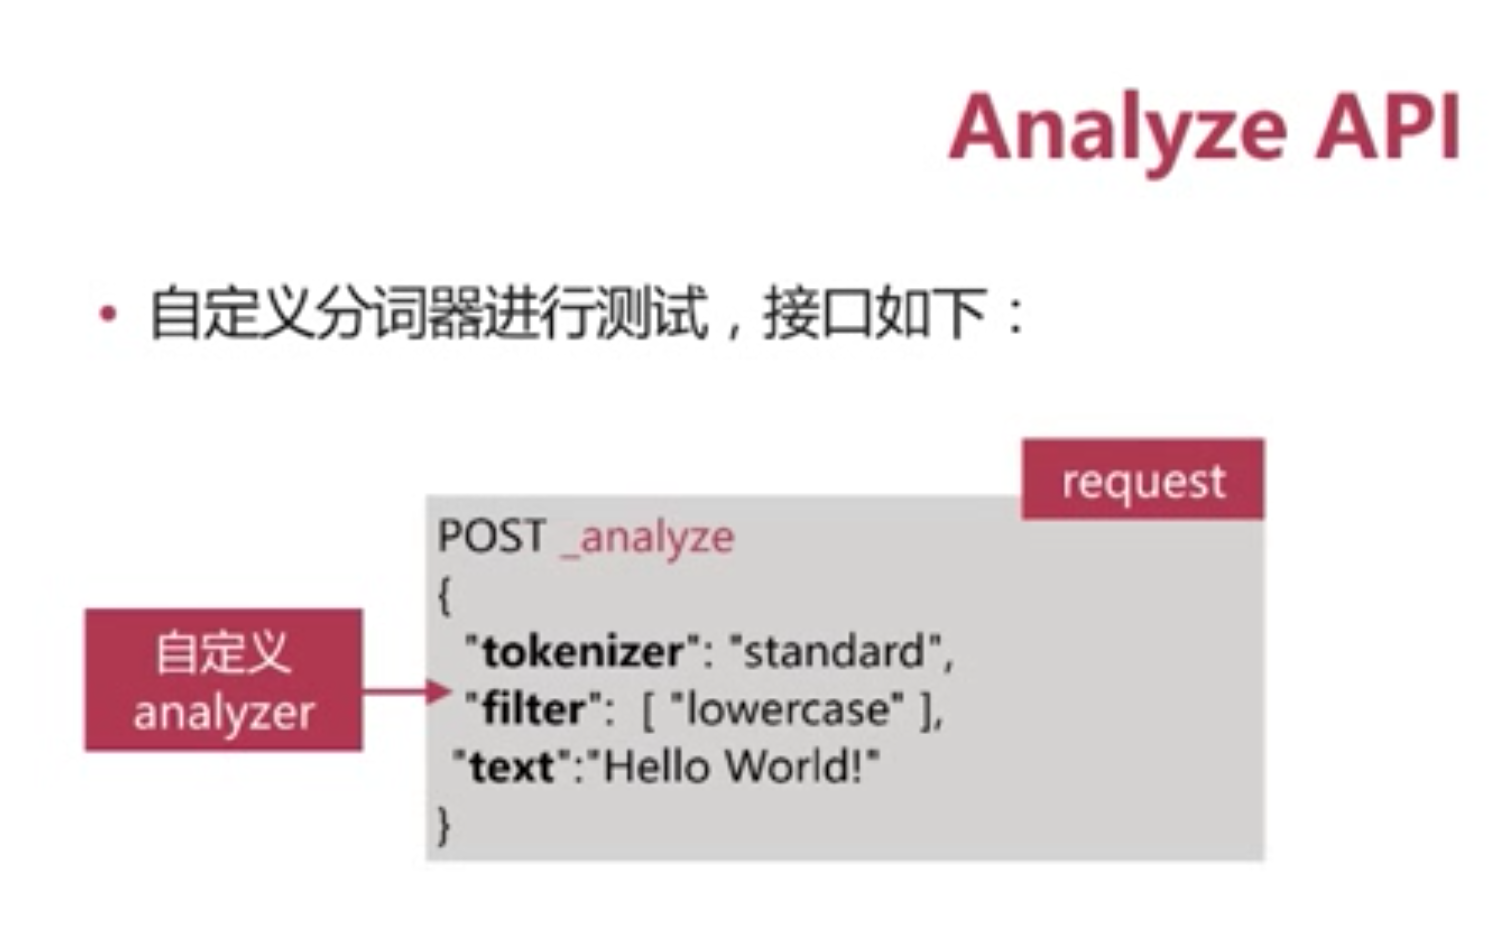 Analyze API
• 自定义分词器进行测试，接口如下：
request
POST _analyze
{
自定义
analyzer
"tokenizer": "standard",
"filter":  [ "lowercase" ],
"text":"Hello World!"
}